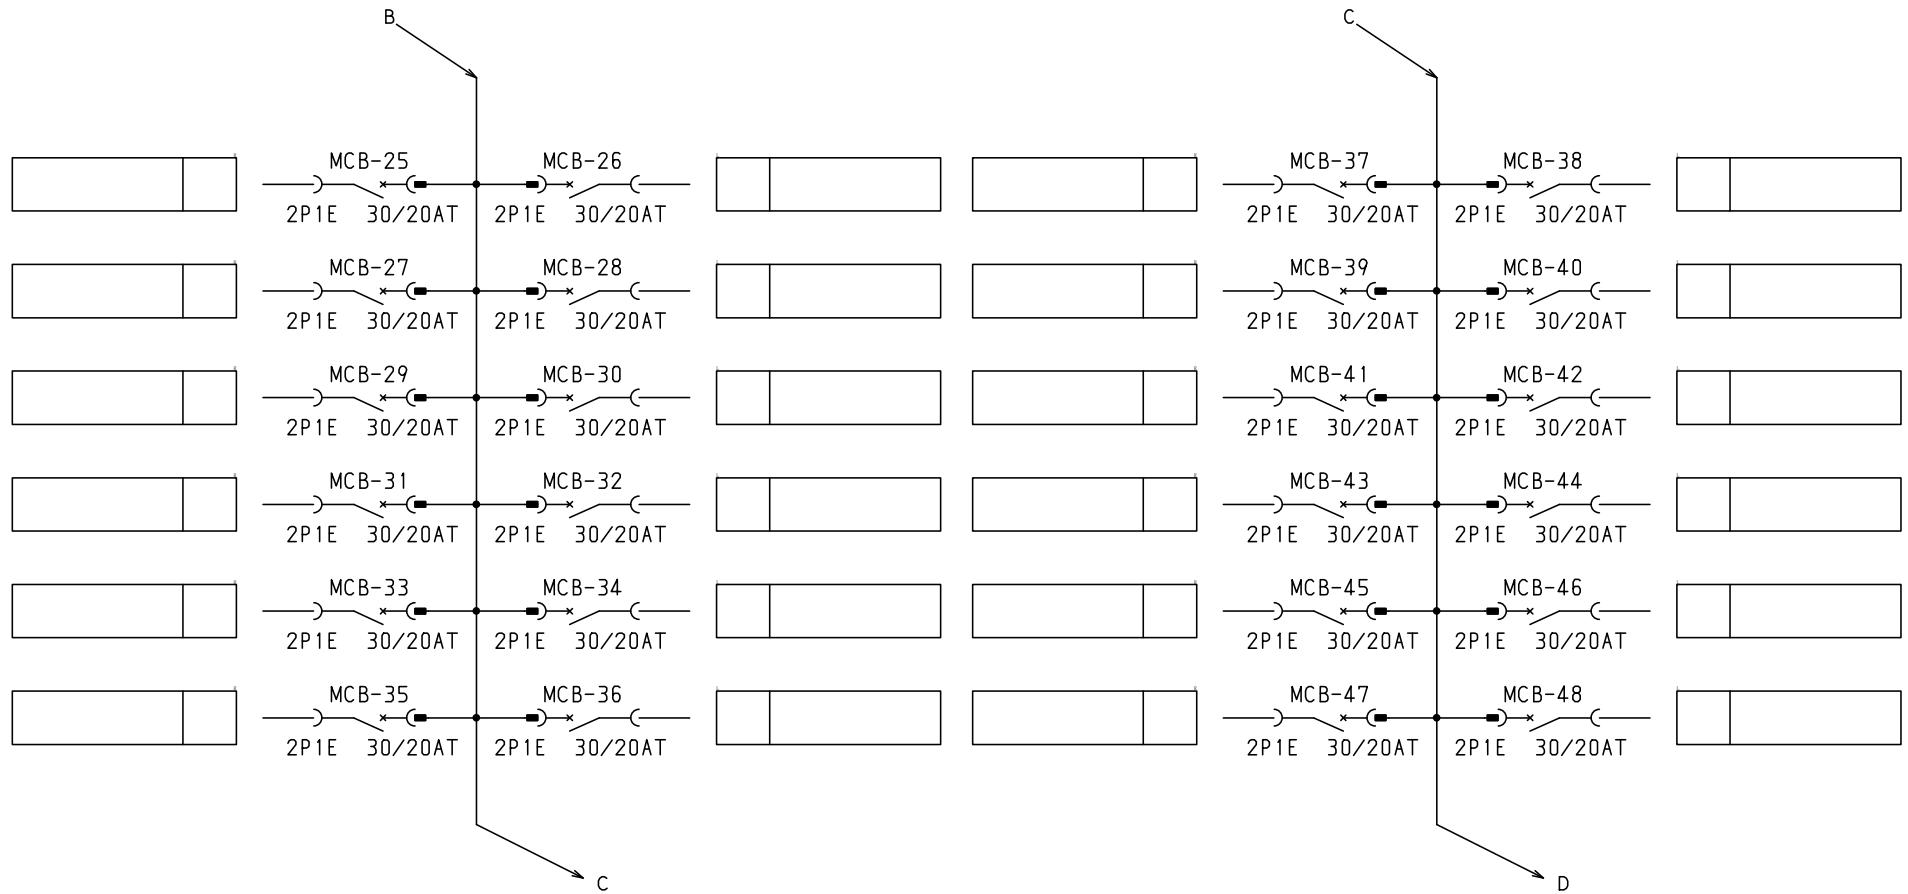 B C
MCB-25 MCB-26 MCB-37 MCB-38
2P1E 30/20AT 2P1E 30/20AT 2P1E 30/20AT 2P1E 30/20AT
MCB-27 MCB-28 MCB-39 MCB-40
2P1E 30/20AT 2P1E 30/20AT 2P1E 30/20AT 2P1E 30/20AT
MCB-29 MCB-30 MCB-41 MCB-42
2P1E 30/20AT 2P1E 30/20AT 2P1E 30/20AT 2P1E 30/20AT
MCB-31 MCB-32 MCB-43 MCB-44
2P1E 30/20AT 2P1E 30/20AT 2P1E 30/20AT 2P1E 30/20AT
MCB-33 MCB-34 MCB-45 MCB-46
2P1E 30/20AT 2P1E 30/20AT 2P1E 30/20AT 2P1E 30/20AT
MCB-35 MCB-36 MCB-47 MCB-48
2P1E 30/20AT 2P1E 30/20AT 2P1E 30/20AT 2P1E 30/20AT
C D